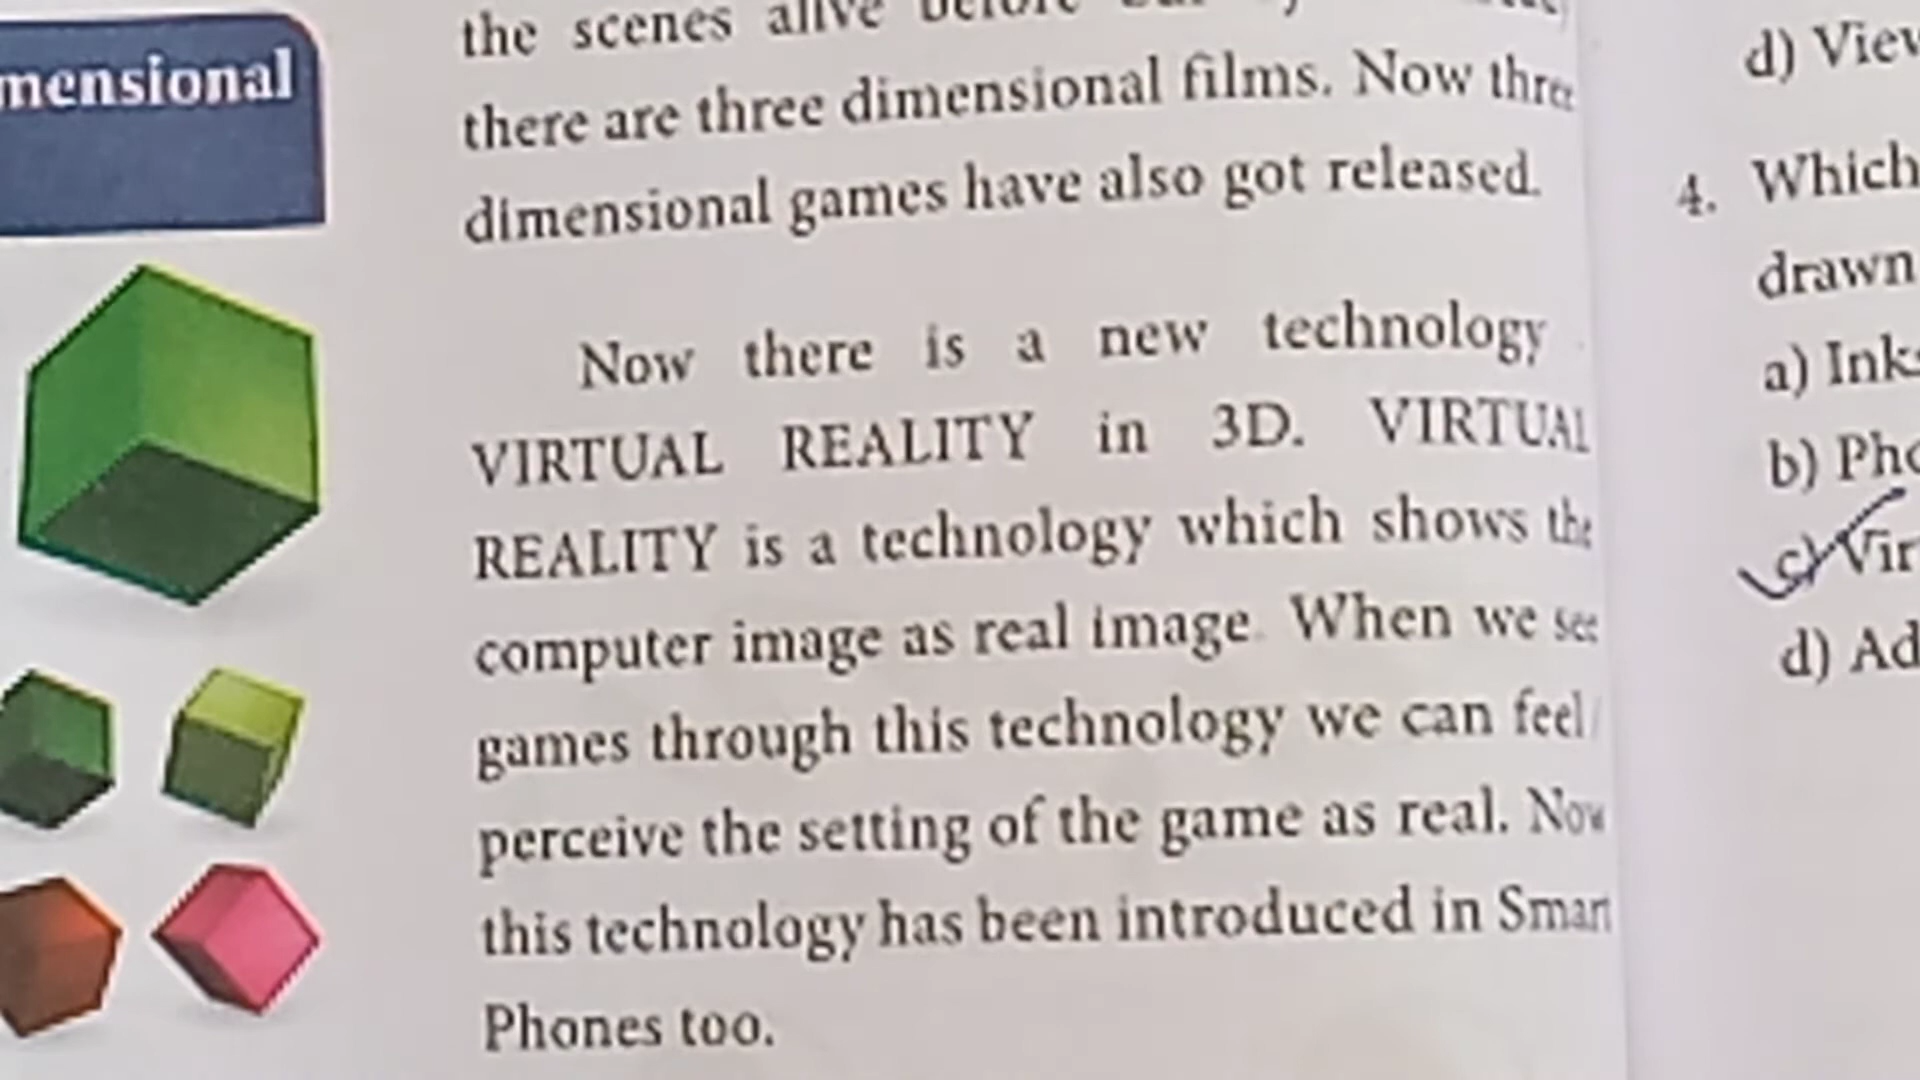 mensional
the scenes alive before
there are three dimensional films. Now three
dimensional games have also got released.
Now there is a new technology
VIRTUAL REALITY in 3D. VIRTUAL
REALITY is a technology which shows the
computer image as real image. When we see
games through this technology we can feel/
perceive the setting of the game as real. Now
this technology has been introduced in Smart
Phones too.
d) View
4. Which
drawn
a) Inks
b) Pho
c) Vir
d) Ad